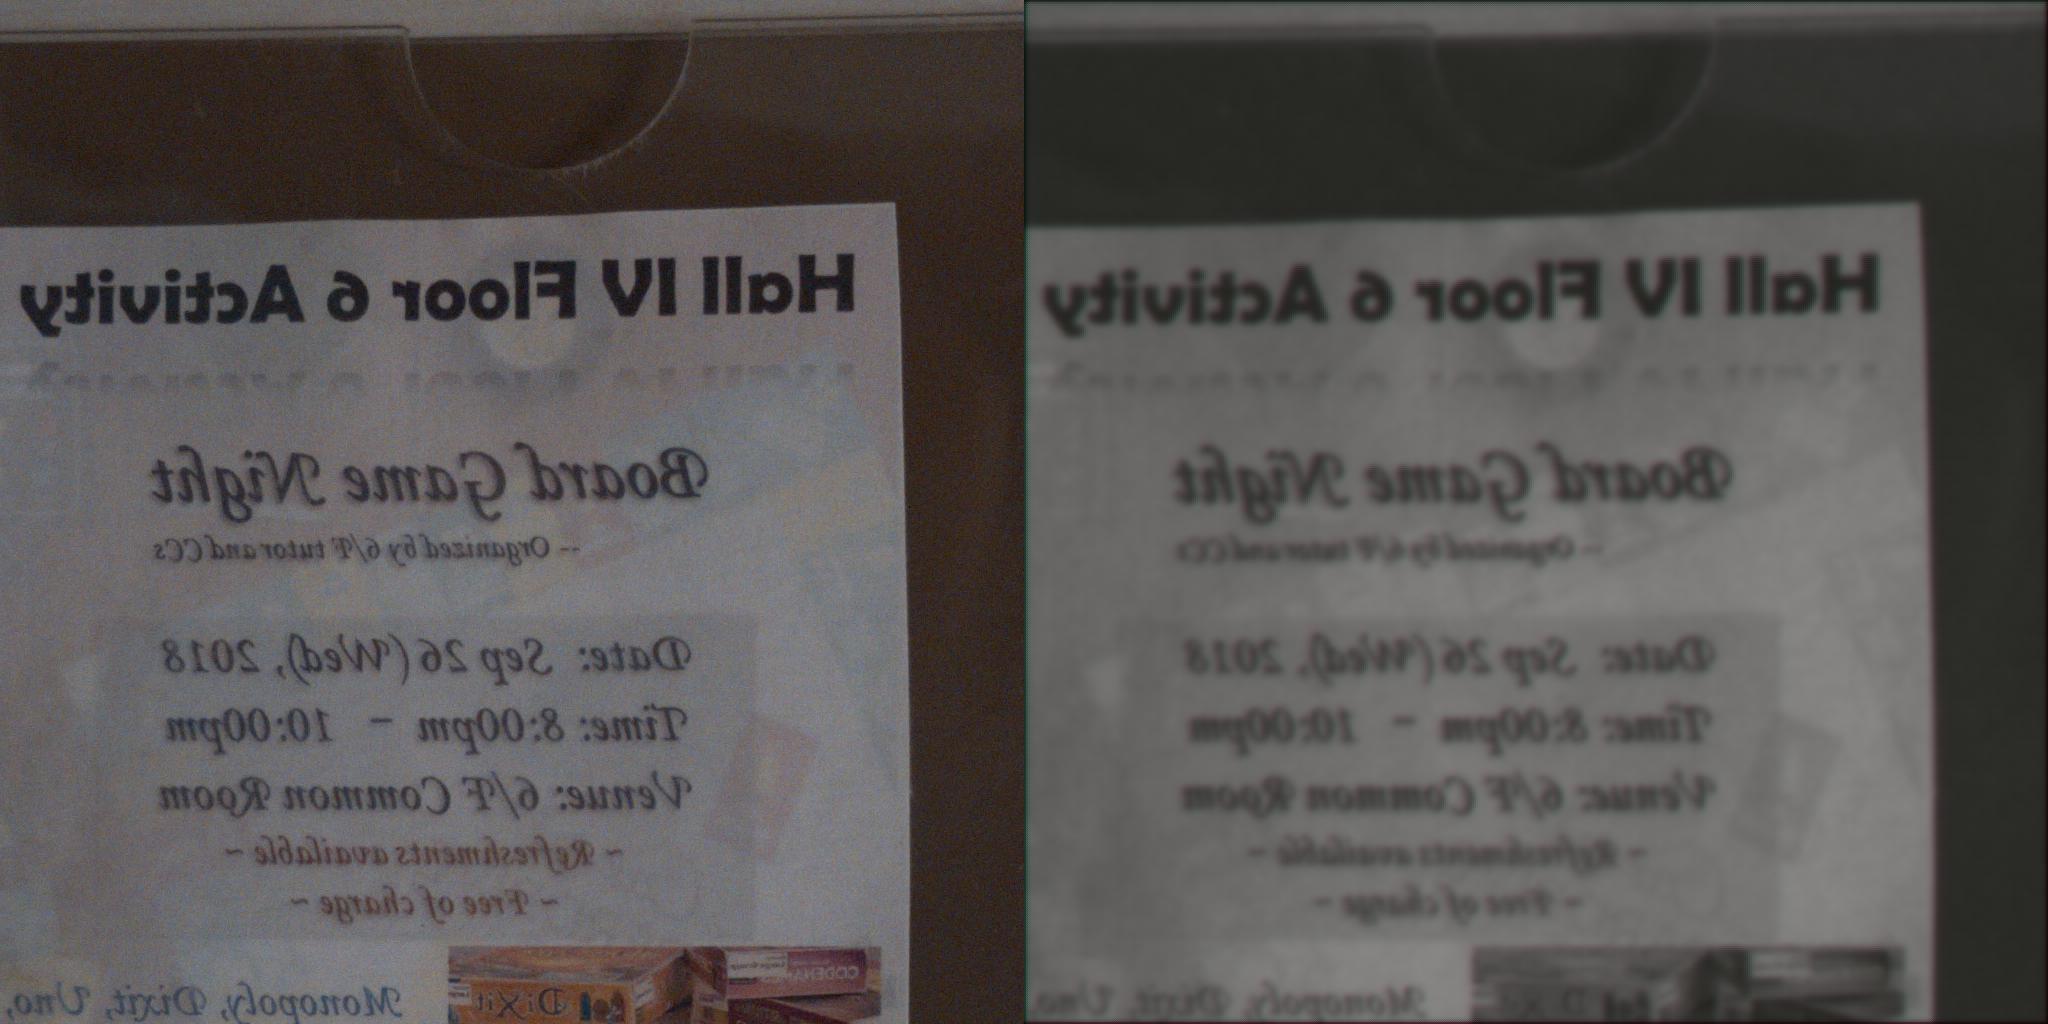 Hall IV Floor 6 Activity
Board Game Night
-- Organized by 6/F tutor and CCs
Date: Sep 26 (Wed), 2018
Time: 8:00pm - 10:00pm
Venue: 6/F Common Room
~ Refreshments available ~
~ Free of charge ~
Monopoly, Dixit, Uno,
DiXit
Hall IV Floor 6 Activity
Board Game Night
-- Organized by 6/F tutor and CCs
Date: Sep 26 (Wed), 2018
Time: 8:00pm - 10:00pm
Venue: 6/F Common Room
~ Refreshments available ~
~ Free of charge ~
Monopoly, Dixit, Uno,